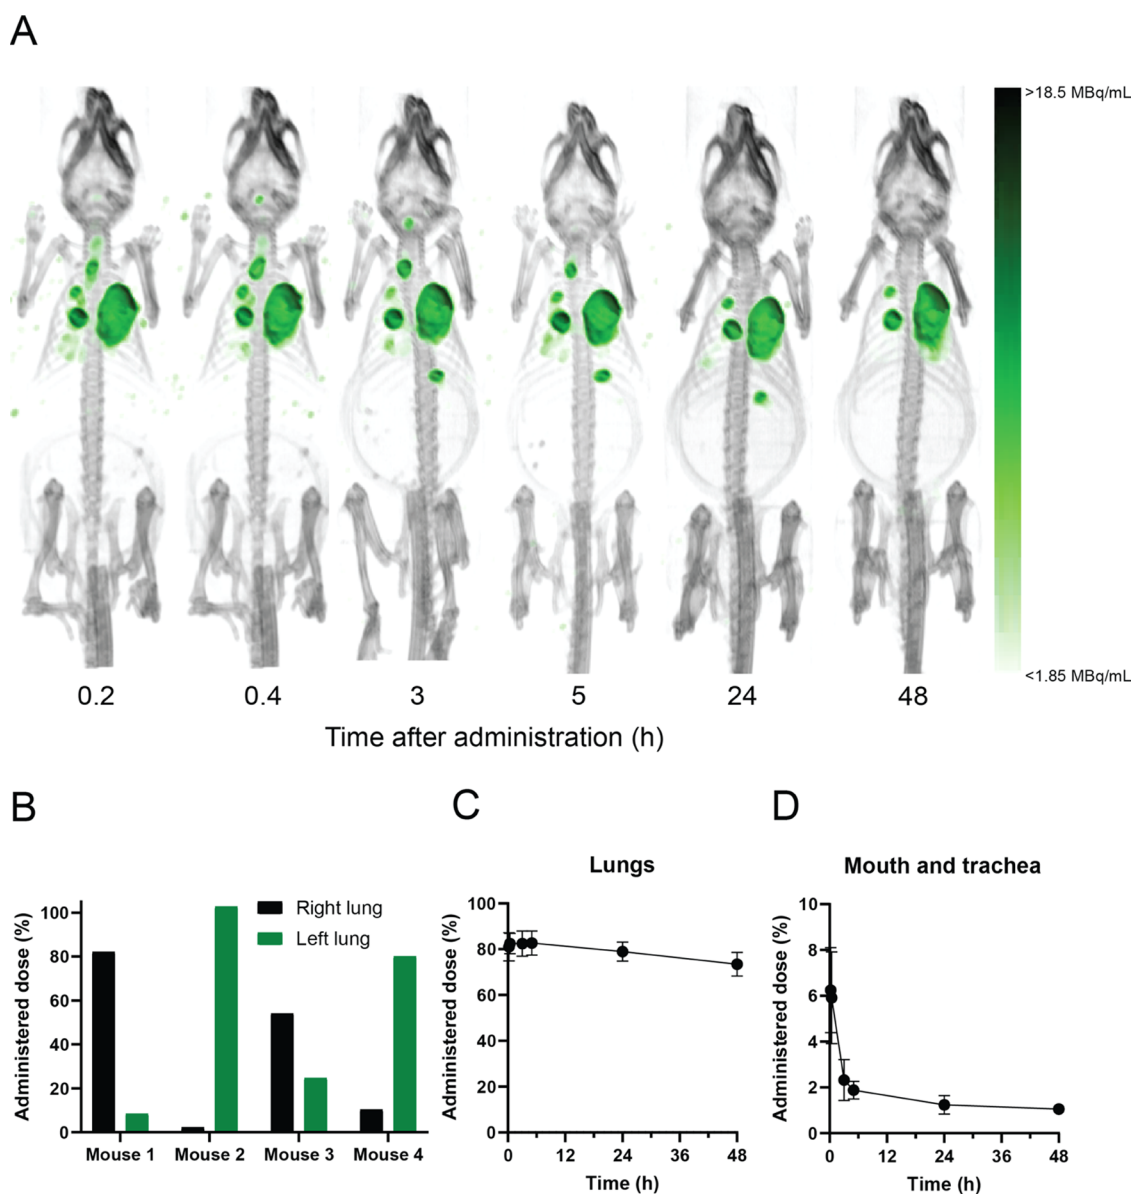 A
>18.5 MBq/mL
<1.85 MBq/mL
0.2 0.4 3 5 24 48
Time after administration (h)
B
Administered dose (%)
100
80
60
40
20
0
Right lung
Left lung
Mouse 1 Mouse 2 Mouse 3 Mouse 4
C
Lungs
Administered dose (%)
100
80
60
40
20
0
0 12 24 36 48
Time (h)
D
Mouth and trachea
Administered dose (%)
10
8
6
4
2
0
0 12 24 36 48
Time (h)